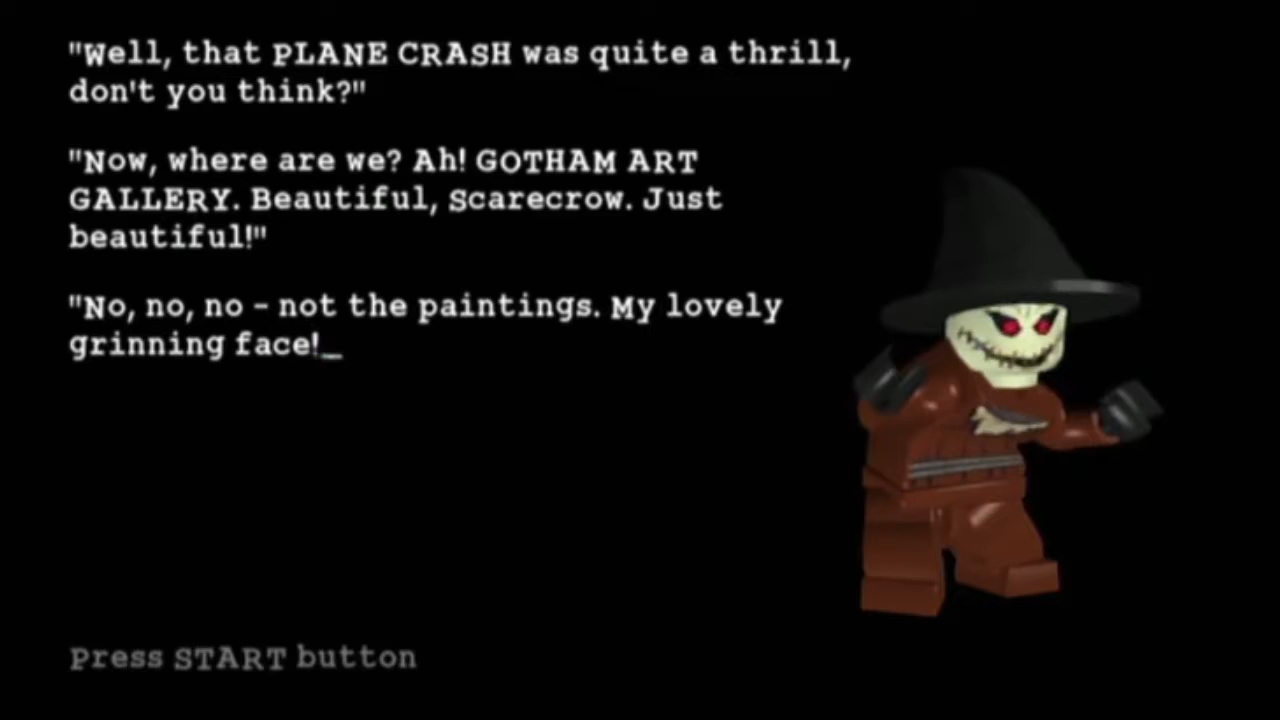 "Well, that PLANE CRASH was quite a thrill,
don't you think?"
"Now, where are we? Ah! GOTHAM ART
GALLERY. Beautiful, Scarecrow. Just
beautiful!"
"No, no, no - not the paintings. My lovely
grinning face!_
Press START button